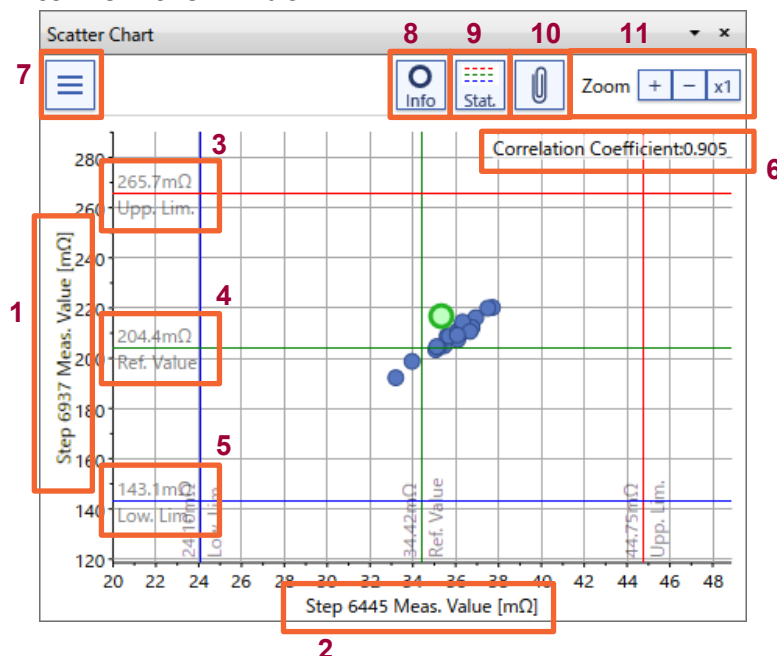 Scatter Chart
8
9
10
11
7
Info
Stat.
Zoom
+
−
x1
3
Correlation Coefficient:0.905
6
280
265.7mΩ
Upp. Lim.
260
1
Step 6937 Meas. Value [mΩ]
240
4
220
204.4mΩ
200
Ref. Value
180
5
160
143.1mΩ
Low. Lim.
140
24.10mΩ
Low. Lim.
34.42mΩ
Ref. Value
44.75mΩ
Upp. Lim.
120
20 22 24 26 28 30 32 34 36 38 40 42 44 46 48
Step 6445 Meas. Value [mΩ]
2